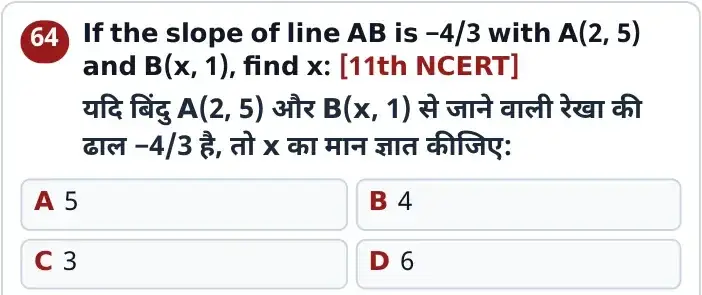 64 If the slope of line AB is −4/3 with A(2, 5)
and B(x, 1), find x: [11th NCERT]
यदि बिंदु A(2, 5) और B(x, 1) से जाने वाली रेखा की
ढाल −4/3 है, तो x का मान ज्ञात कीजिए:
A 5
B 4
C 3
D 6